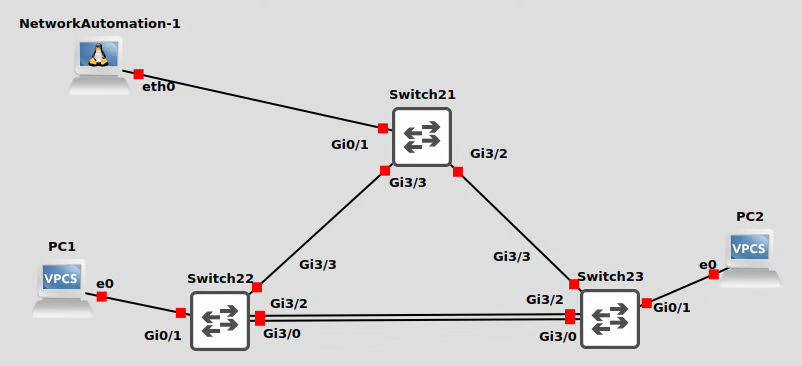 NetworkAutomation-1
eth0
Switch21
Gi0/1
Gi3/2
Gi3/3
PC2
PC1
Gi3/3
Gi3/3
e0
VPCS
Switch22
Switch23
VPCS
e0
Gi3/2
Gi3/2
Gi0/1
Gi0/1
Gi3/0
Gi3/0